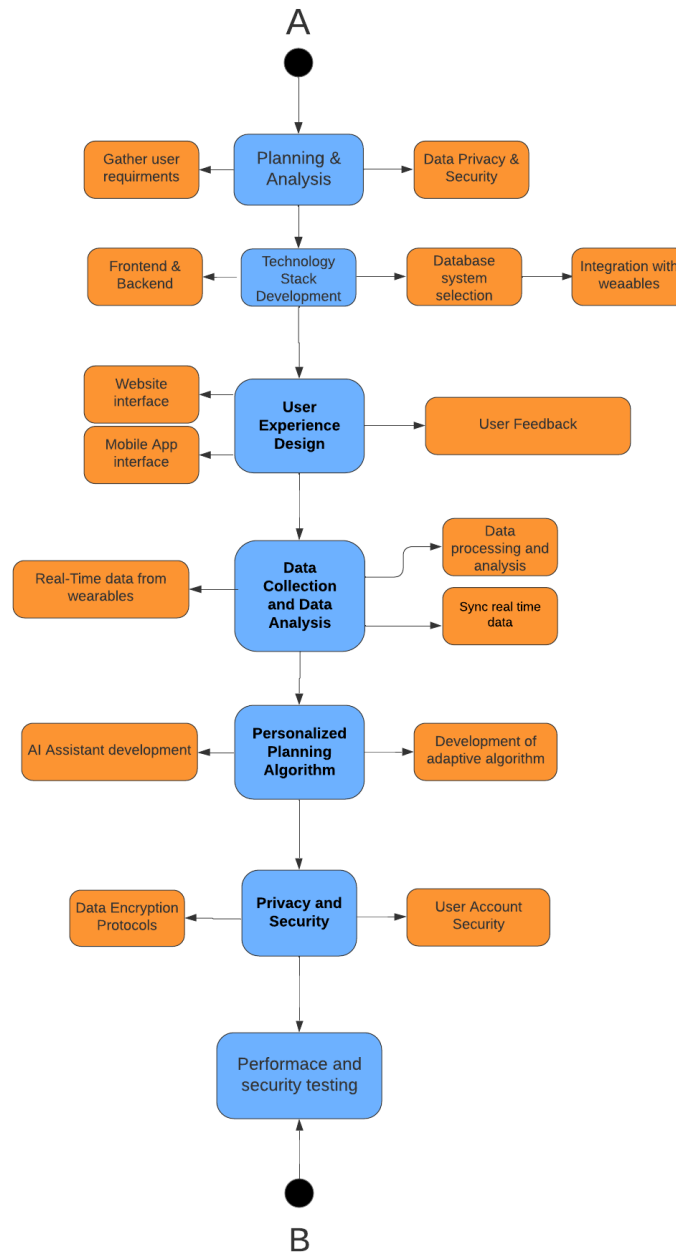 A
Gather user
requirments
Planning &
Analysis
Data Privacy &
Security
Frontend &
Backend
Technology
Stack
Development
Database
system
selection
Integration with
weaables
Website
interface
Mobile App
interface
User
Experience
Design
User Feedback
Real-Time data from
wearables
Data
Collection
and Data
Analysis
Data
processing and
analysis
Sync real time
data
AI Assistant development
Personalized
Planning
Algorithm
Development of
adaptive algorithm
Data Encryption
Protocols
Privacy and
Security
User Account
Security
Performace and
security testing
B